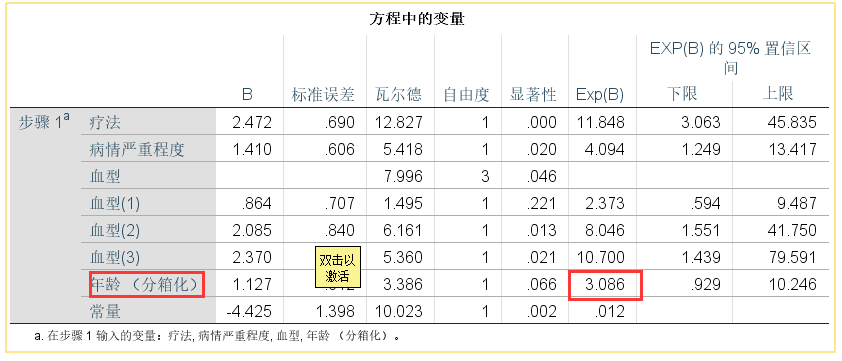 方程中的变量
EXP(B) 的 95% 置信区间
B 标准误差 瓦尔德 自由度 显著性 Exp(B) 下限 上限
步骤 1a 疗法 2.472 .690 12.827 1 .000 11.848 3.063 45.835
病情严重程度 1.410 .606 5.418 1 .020 4.094 1.249 13.417
血型 7.996 3 .046
血型(1) .864 .707 1.495 1 .221 2.373 .594 9.487
血型(2) 2.085 .840 6.161 1 .013 8.046 1.551 41.750
血型(3) 2.370 5.360 1 .021 10.700 1.439 79.591
双击以
激活
年龄 （分箱化） 1.127 3.386 1 .066 3.086 .929 10.246
常量 -4.425 1.398 10.023 1 .002 .012
a. 在步骤 1 输入的变量：疗法, 病情严重程度, 血型, 年龄 （分箱化）。